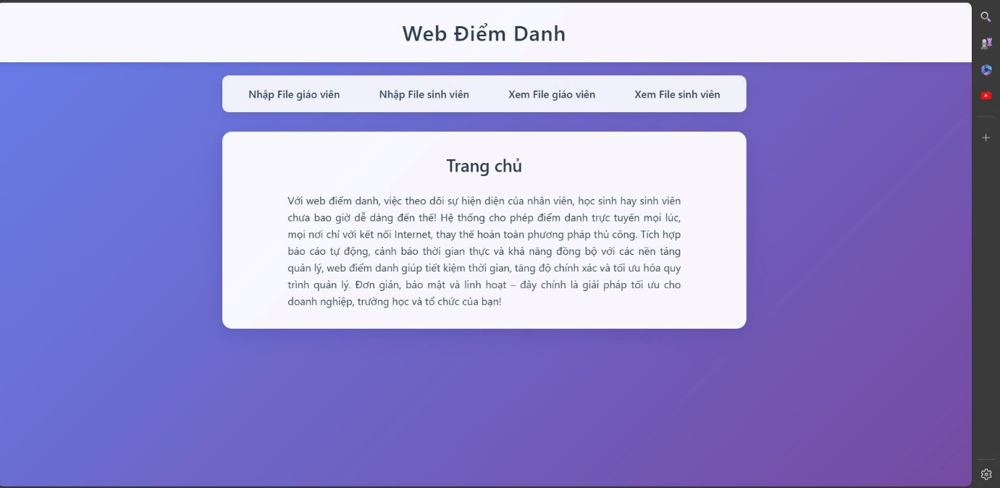 Web Điểm Danh
Nhập File giáo viên
Nhập File sinh viên
Xem File giáo viên
Xem File sinh viên
Trang chủ
Với web điểm danh, việc theo dõi sự hiện diện của nhân viên, học sinh hay sinh viên
chưa bao giờ dễ dàng đến thế! Hệ thống cho phép điểm danh trực tuyến mọi lúc,
mọi nơi chỉ với kết nối Internet, thay thế hoàn toàn phương pháp thủ công. Tích hợp
báo cáo tự động, cảnh báo thời gian thực và khả năng đồng bộ với các nền tảng
quản lý, web điểm danh giúp tiết kiệm thời gian, tăng độ chính xác và tối ưu hóa quy
trình quản lý. Đơn giản, bảo mật và linh hoạt – đây chính là giải pháp tối ưu cho
doanh nghiệp, trường học và tổ chức của bạn!